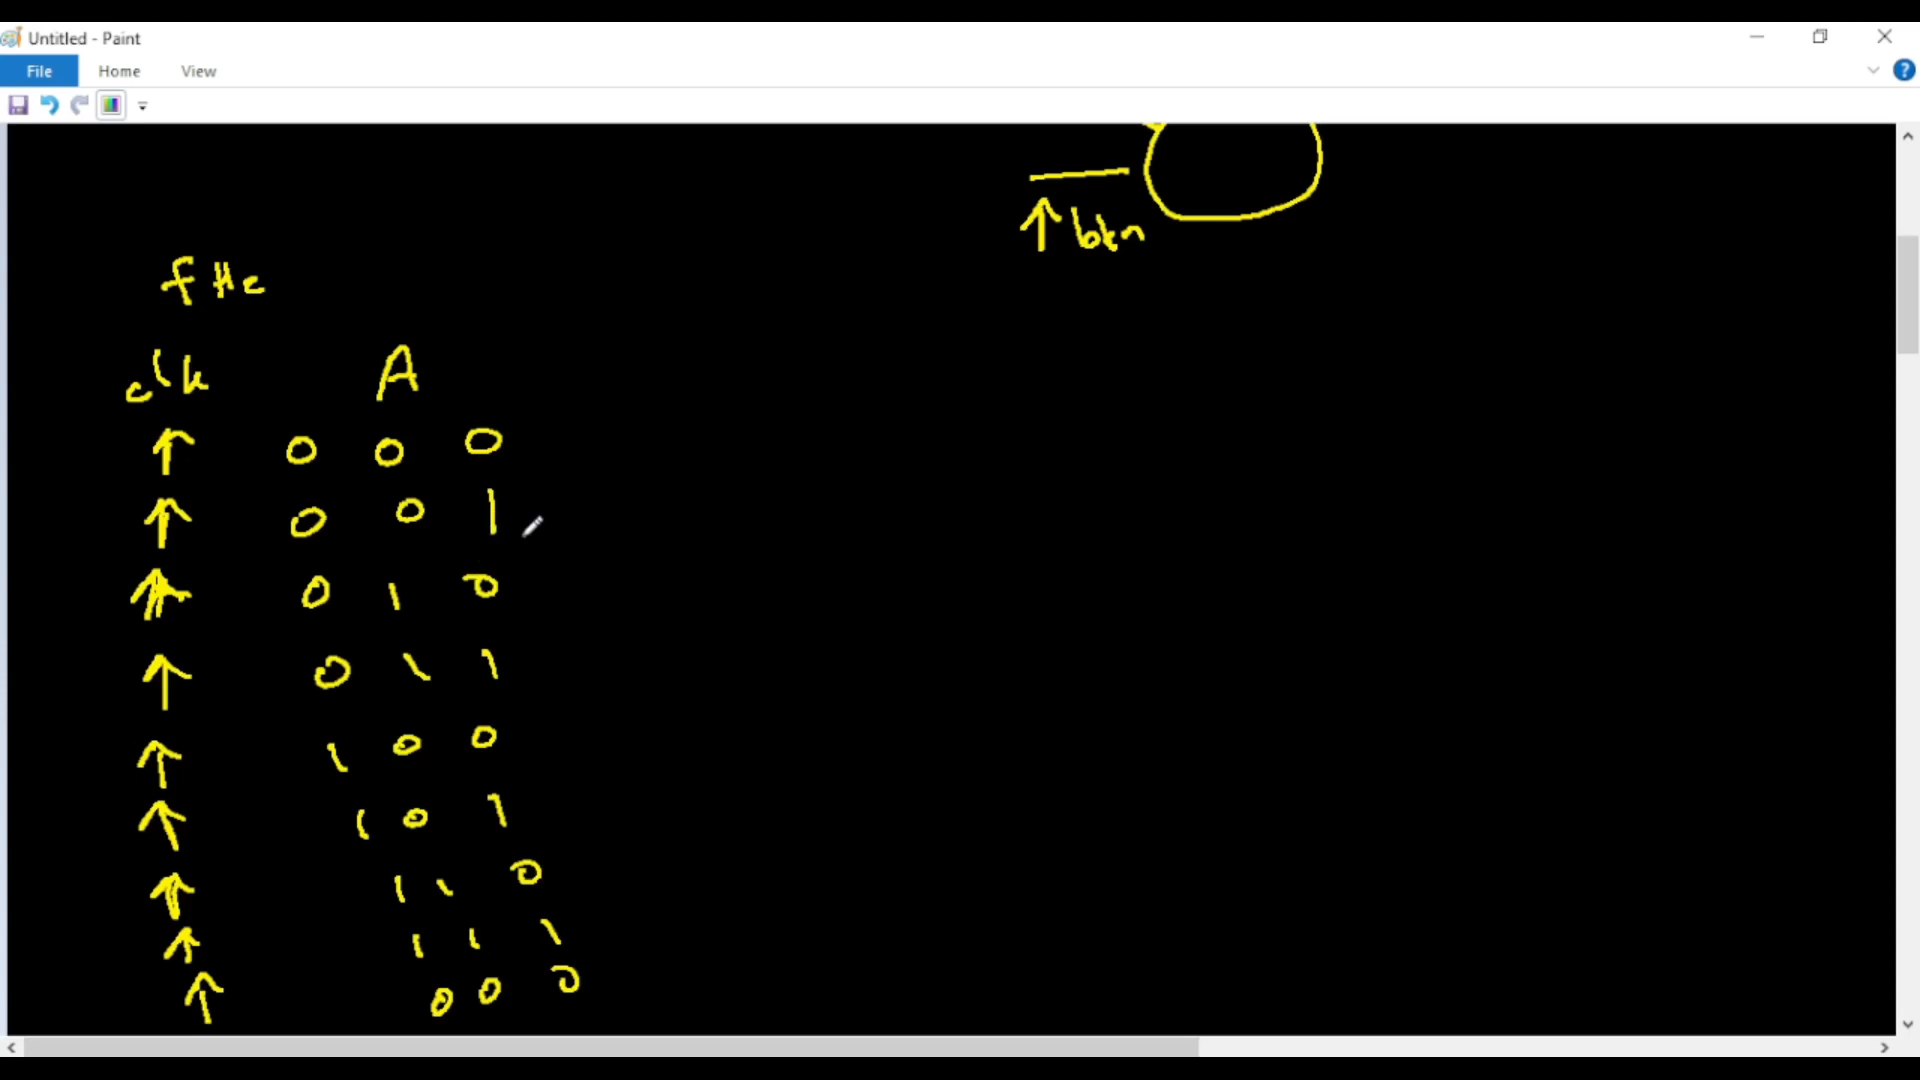 Untitled - Paint
File Home View
↑ btn
f Hz
clk A
↑ 0 0 0
↑ 0 0 1
↑ 0 1 0
↑ 0 1 1
↑ 1 0 0
↑ 1 0 1
↑ 1 1 0
↑ 1 1 1
↑ 0 0 0